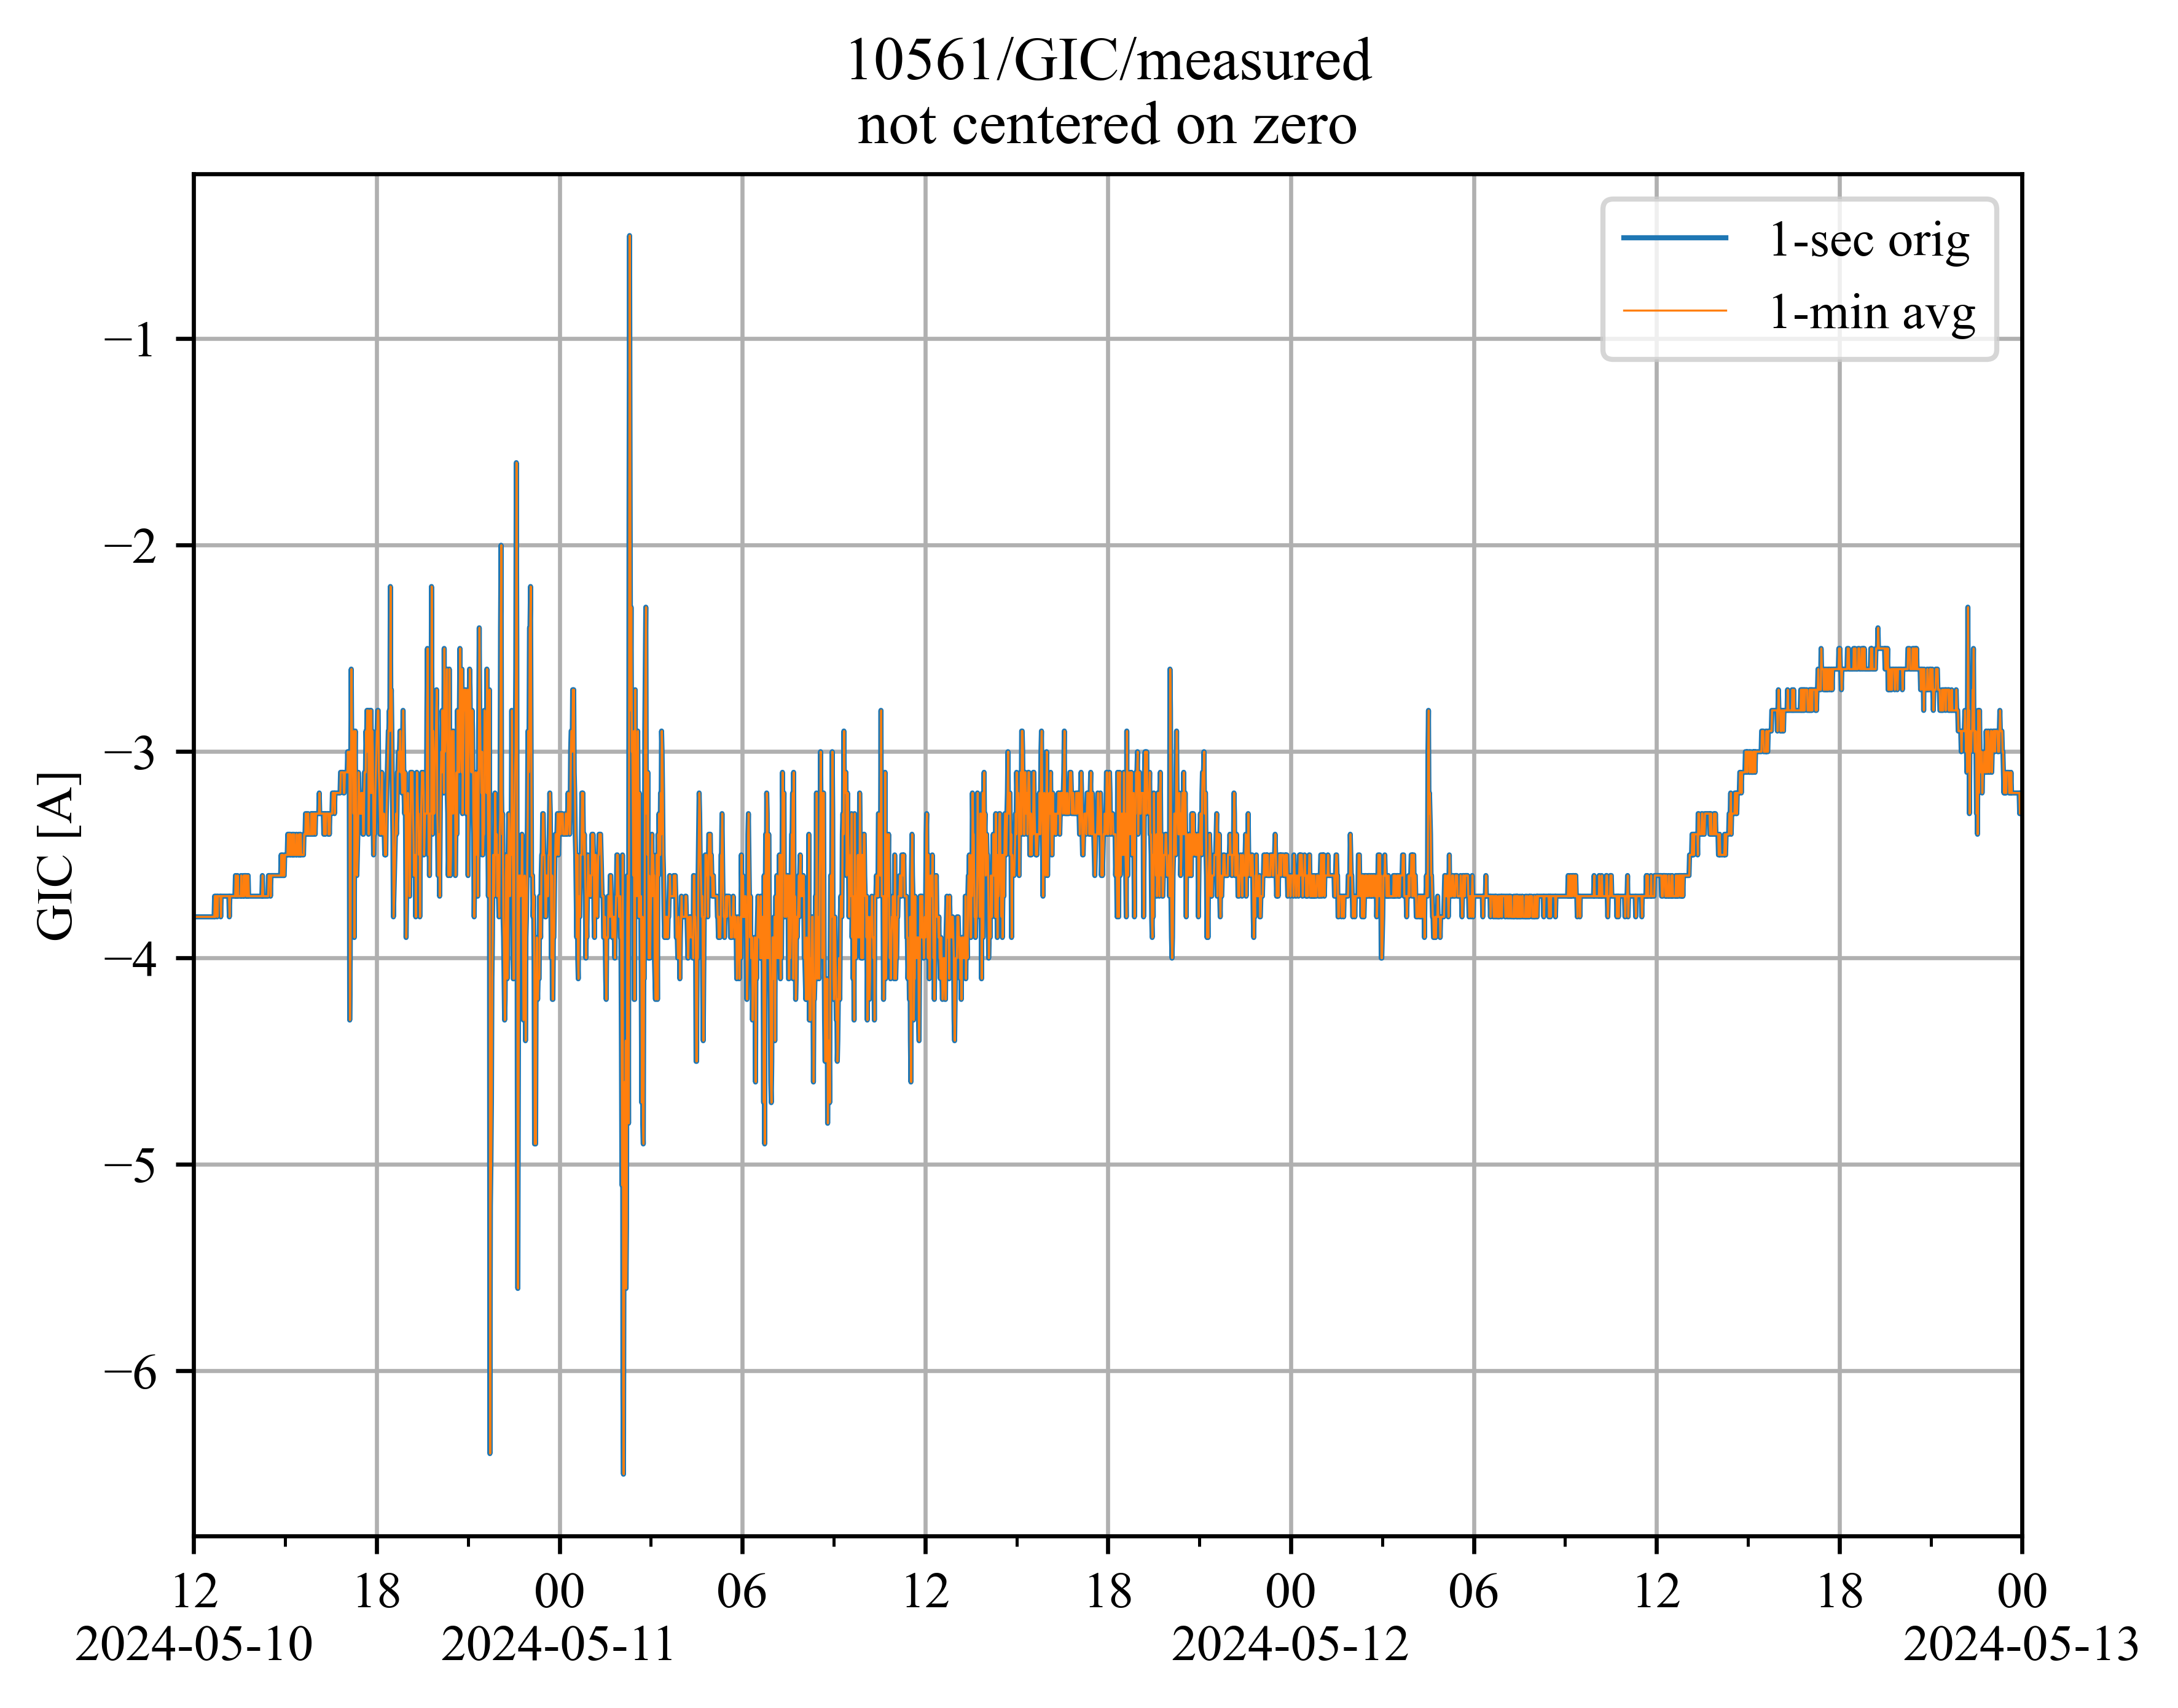 10561/GIC/measured
not centered on zero
1-sec orig
1-min avg
GIC [A]
−1
−2
−3
−4
−5
−6
12 18 00 06 12 18 00 06 12 18 00
2024-05-10 2024-05-11 2024-05-12 2024-05-13